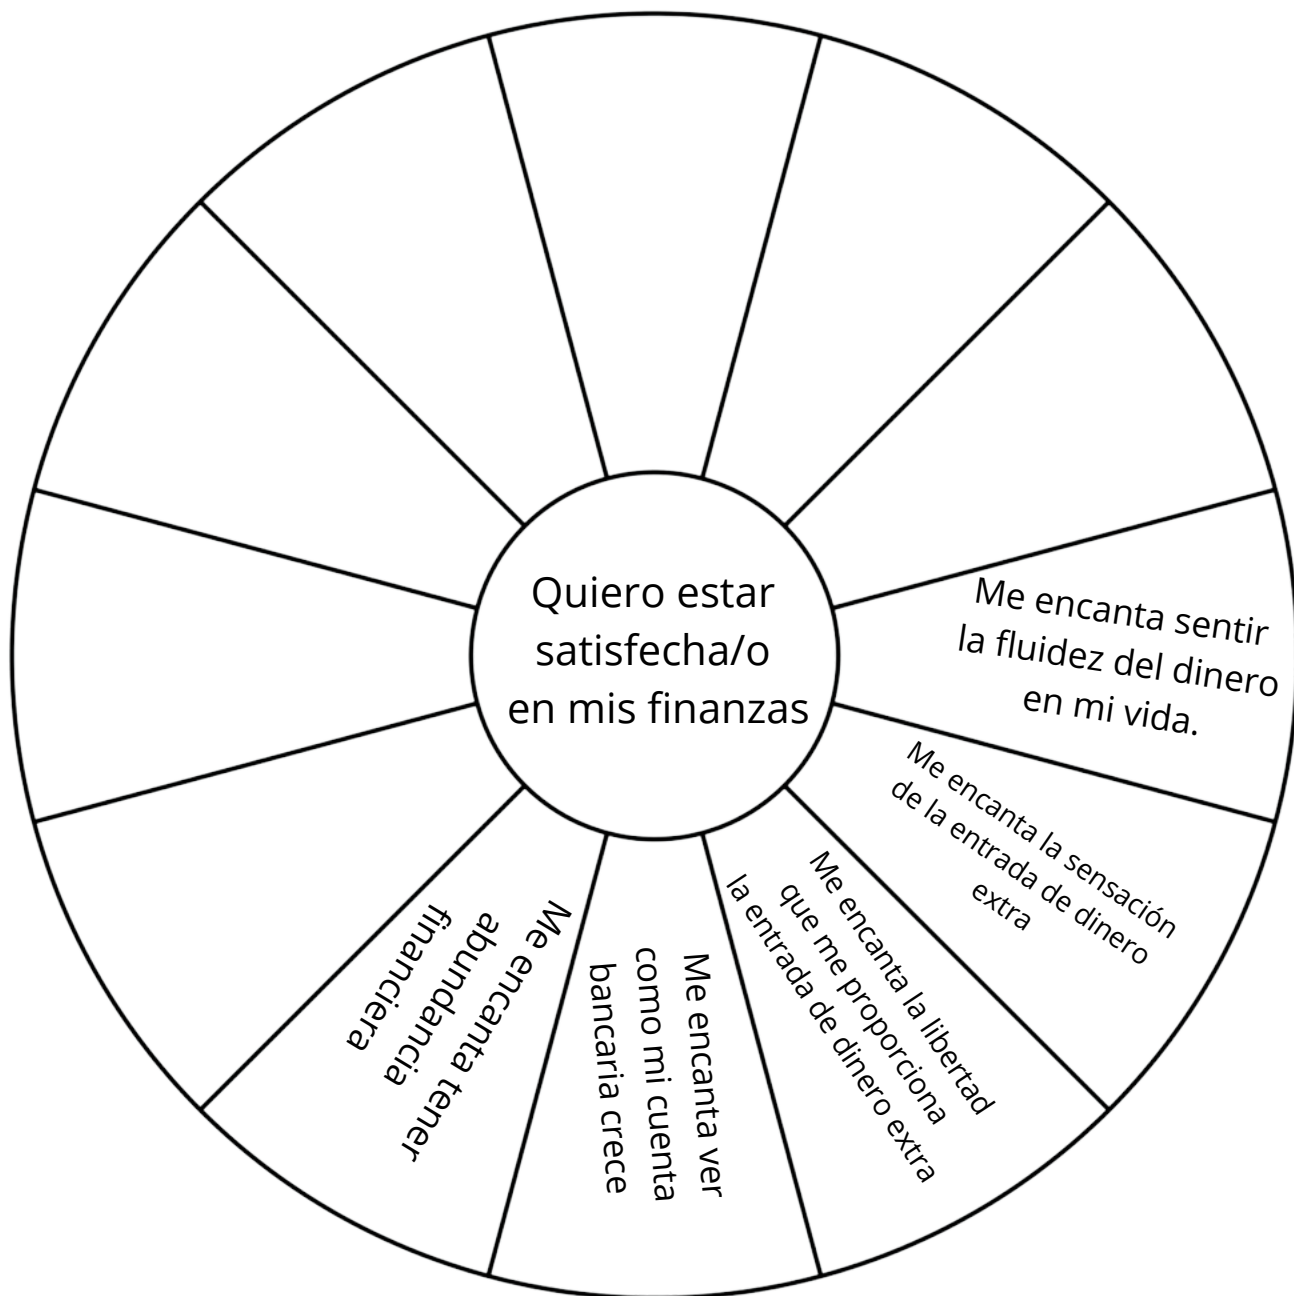 Quiero estar
satisfecha/o
en mis finanzas
Me encanta sentir
la fluidez del dinero
en mi vida.
Me encanta la sensación
de la entrada de dinero
extra
Me encanta la libertad
que me proporciona
la entrada de dinero extra
Me encanta ver
como mi cuenta
bancaria crece
Me encanta tener
abundancia
financiera